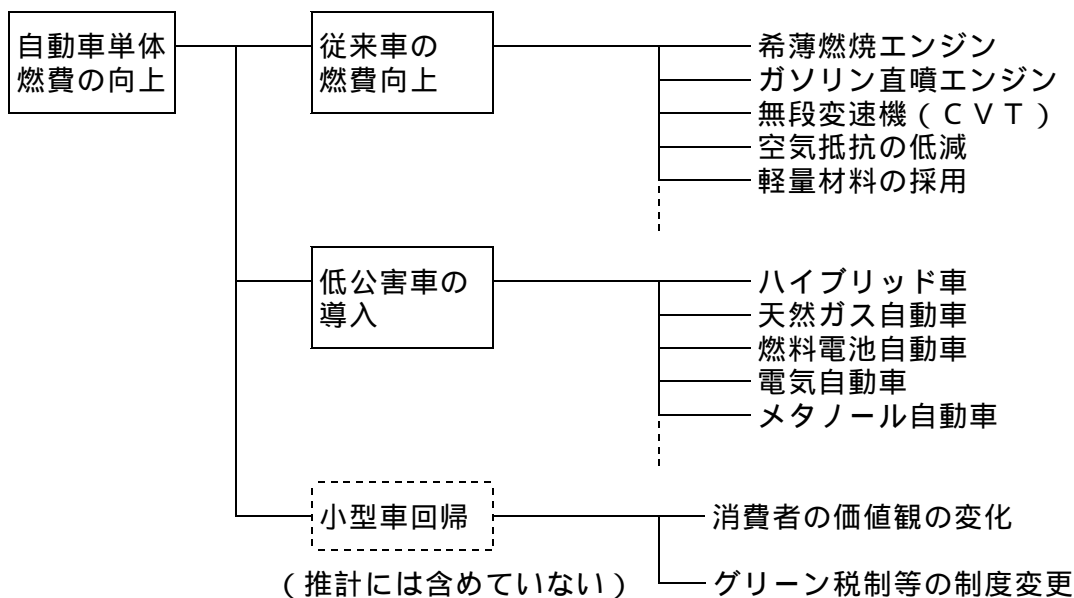 自動車単体
燃費の向上
従来車の
燃費向上
希薄燃焼エンジン
ガソリン直噴エンジン
無段変速機（ＣＶＴ）
空気抵抗の低減
軽量材料の採用
低公害車の
導入
ハイブリッド車
天然ガス自動車
燃料電池自動車
電気自動車
メタノール自動車
小型車回帰
（推計には含めていない）
消費者の価値観の変化
グリーン税制等の制度変更